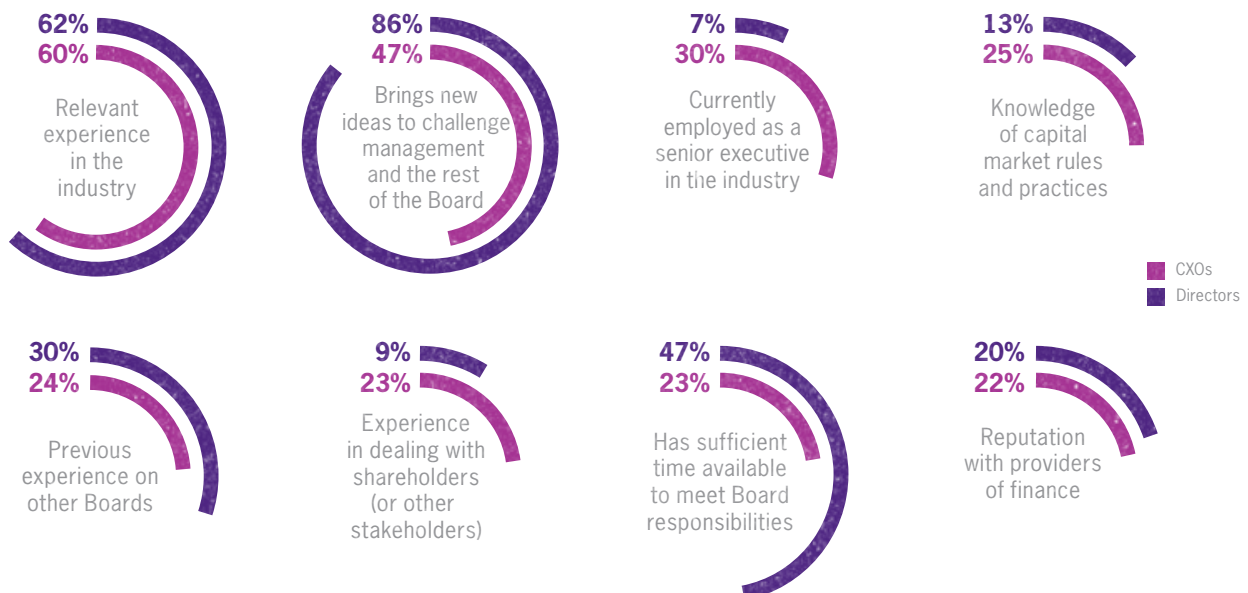 62%
60%
Relevant
experience
in the
industry
86%
47%
Brings new
ideas to challenge
management
and the rest
of the Board
7%
30%
Currently
employed as a
senior executive
in the industry
13%
25%
Knowledge
of capital
market rules
and practices
CXOs
Directors
30%
24%
Previous
experience on
other Boards
9%
23%
Experience
in dealing with
shareholders
(or other
stakeholders)
47%
23%
Has sufficient
time available
to meet Board
responsibilities
20%
22%
Reputation
with providers
of finance